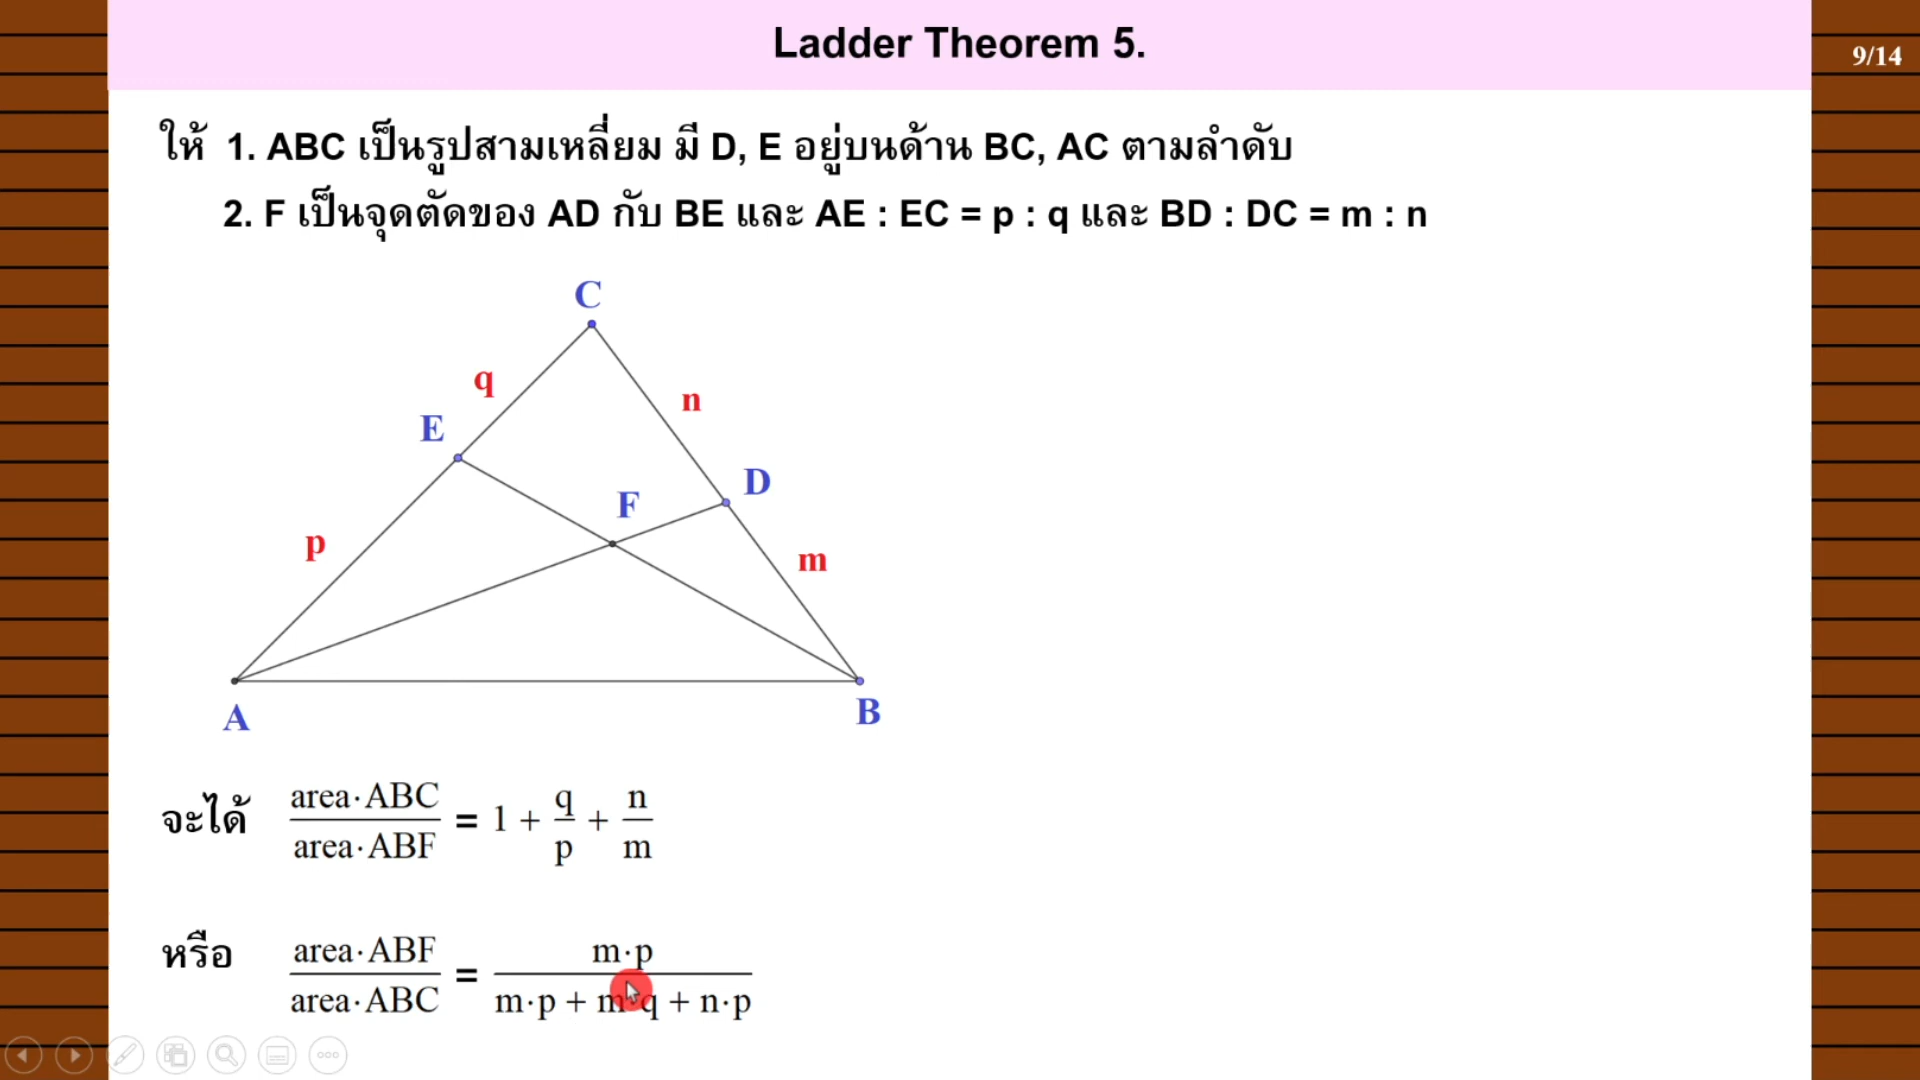 Ladder Theorem 5.
9/14
ให้ 1. ABC เป็นรูปสามเหลี่ยม มี D, E อยู่บนด้าน BC, AC ตามลำดับ
2. F เป็นจุดตัดของ AD กับ BE และ AE : EC = p : q และ BD : DC = m : n
C
q
n
E
D
F
p
m
A
B
จะได้ area·ABC / area·ABF = 1 + q/p + n/m
หรือ area·ABF / area·ABC = m·p / m·p + m·q + n·p